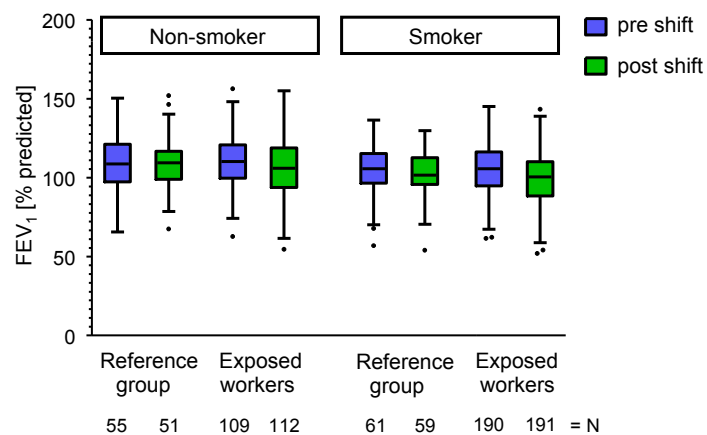 200
150
100
50
0
FEV₁ [% predicted]
Non-smoker
Smoker
pre shift
post shift
Reference group
Exposed workers
Reference group
Exposed workers
55 51 109 112 61 59 190 191 = N